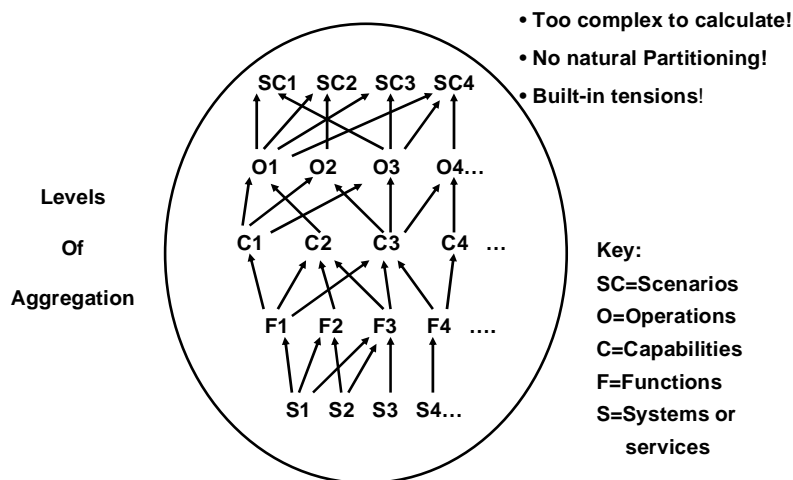 • Too complex to calculate!
• No natural Partitioning!
• Built-in tensions!
SC1 SC2 SC3 SC4
O1 O2 O3 O4...
Levels
Of
Aggregation
C1 C2 C3 C4 ...
F1 F2 F3 F4 ....
S1 S2 S3 S4...
Key:
SC=Scenarios
O=Operations
C=Capabilities
F=Functions
S=Systems or
services